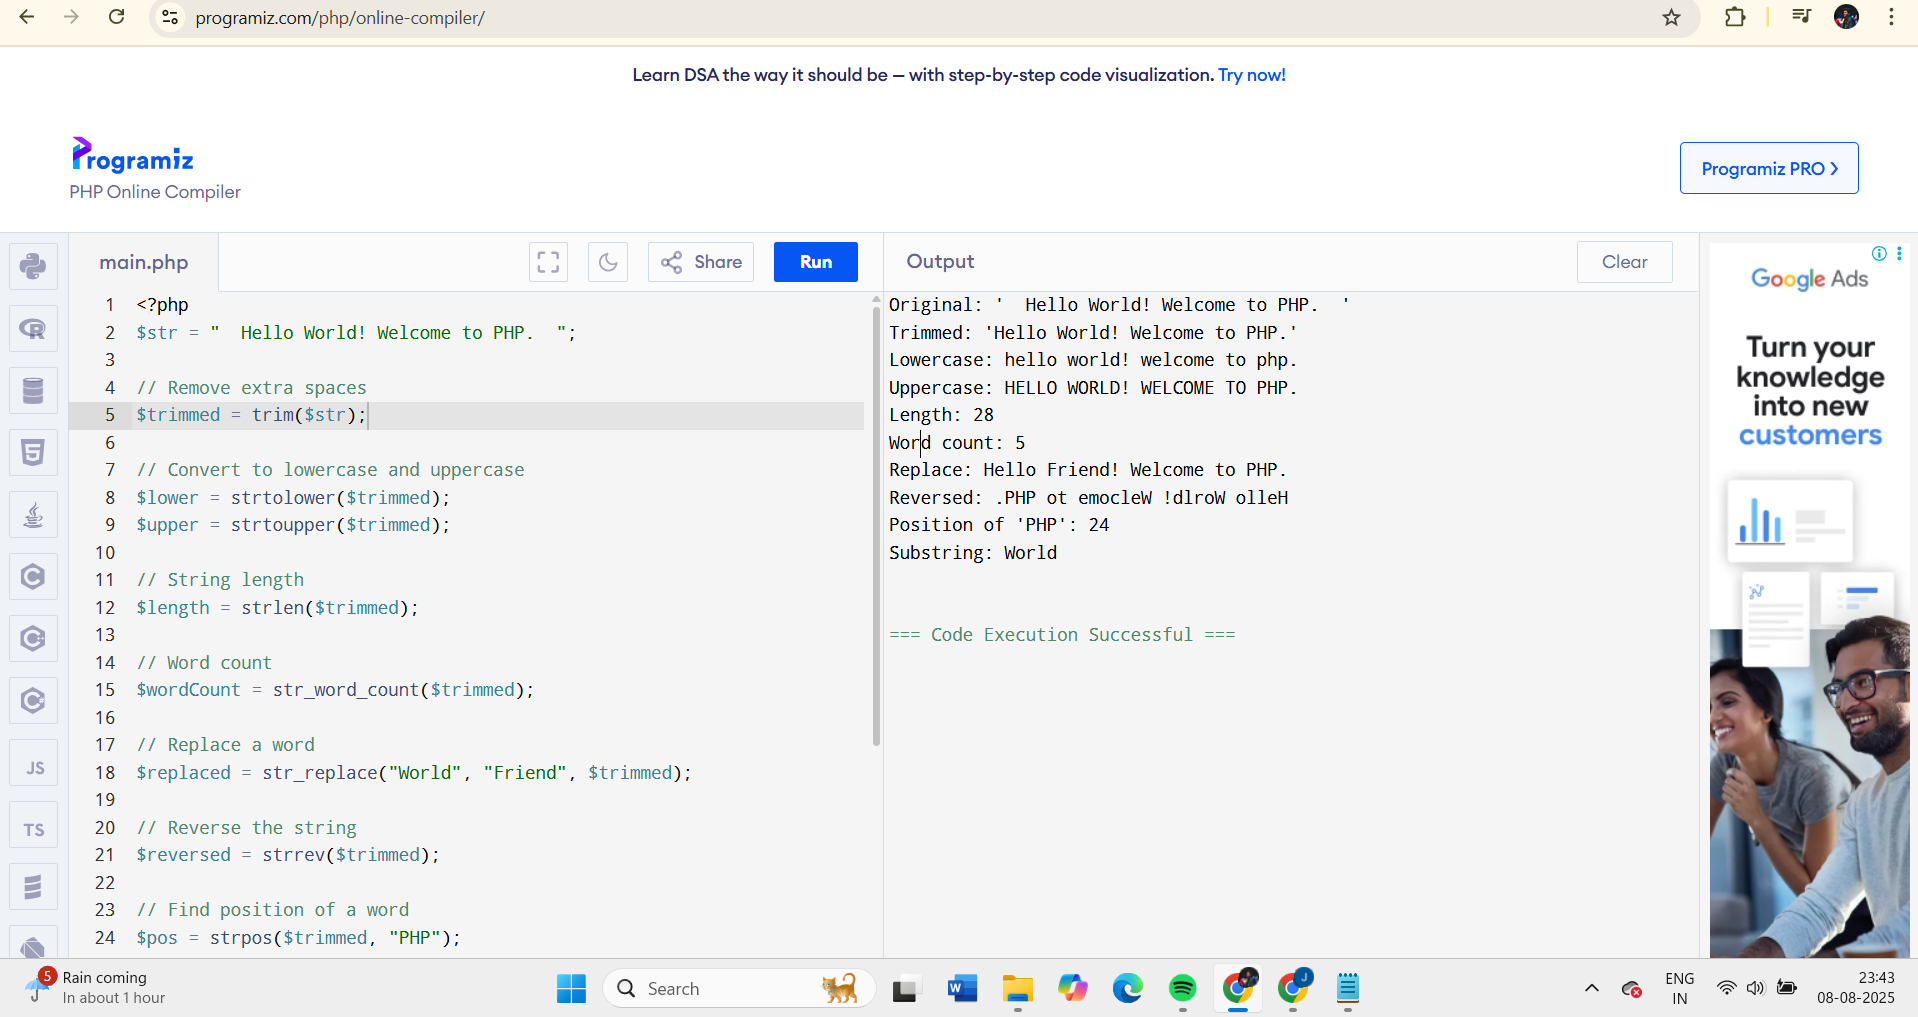 programiz.com/php/online-compiler/
Learn DSA the way it should be — with step-by-step code visualization. Try now!
Programiz
PHP Online Compiler
Programiz PRO
main.php
Share
Run
1 <?php
2 $str = "  Hello World! Welcome to PHP.  ";
3
4 // Remove extra spaces
5 $trimmed = trim($str);
6
7 // Convert to lowercase and uppercase
8 $lower = strtolower($trimmed);
9 $upper = strtoupper($trimmed);
10
11 // String length
12 $length = strlen($trimmed);
13
14 // Word count
15 $wordCount = str_word_count($trimmed);
16
17 // Replace a word
18 $replaced = str_replace("World", "Friend", $trimmed);
19
20 // Reverse the string
21 $reversed = strrev($trimmed);
22
23 // Find position of a word
24 $pos = strpos($trimmed, "PHP");
Output
Clear
Original: '  Hello World! Welcome to PHP.  '
Trimmed: 'Hello World! Welcome to PHP.'
Lowercase: hello world! welcome to php.
Uppercase: HELLO WORLD! WELCOME TO PHP.
Length: 28
Word count: 5
Replace: Hello Friend! Welcome to PHP.
Reversed: .PHP ot emocleW !dlroW olleH
Position of 'PHP': 24
Substring: World
=== Code Execution Successful ===
JS
TS
Google Ads
Turn your
knowledge
into new
customers
5
Rain coming
In about 1 hour
Search
J
ENG
IN
23:43
08-08-2025